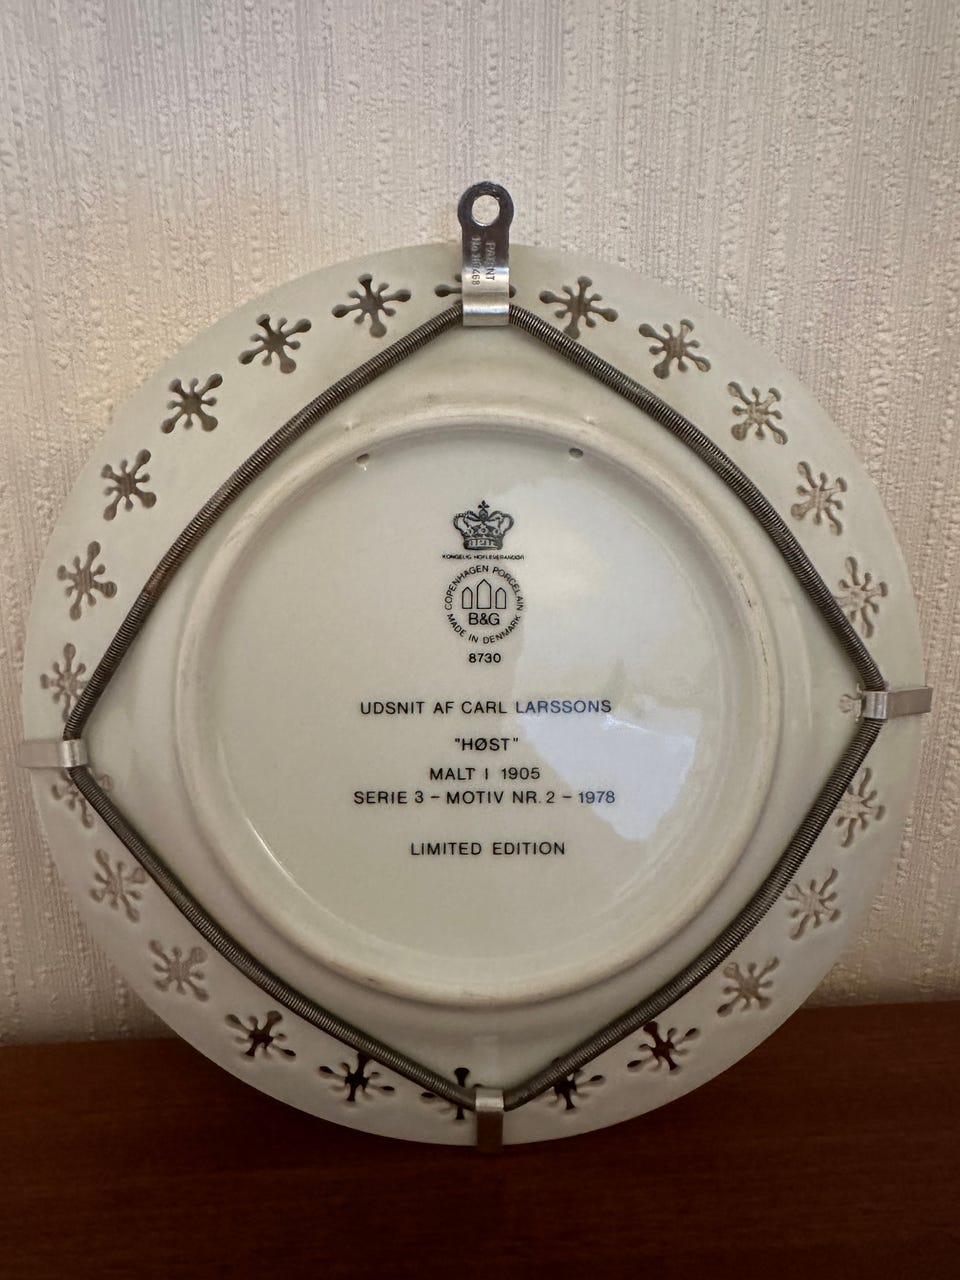 PATENT
KONGELIG HOFLEVERANDØR
COPENHAGEN PORCELAIN
B&G
MADE IN DENMARK
8730
UDSNIT AF CARL LARSSONS
"HØST"
MALT I 1905
SERIE 3 - MOTIV NR. 2 - 1978
LIMITED EDITION